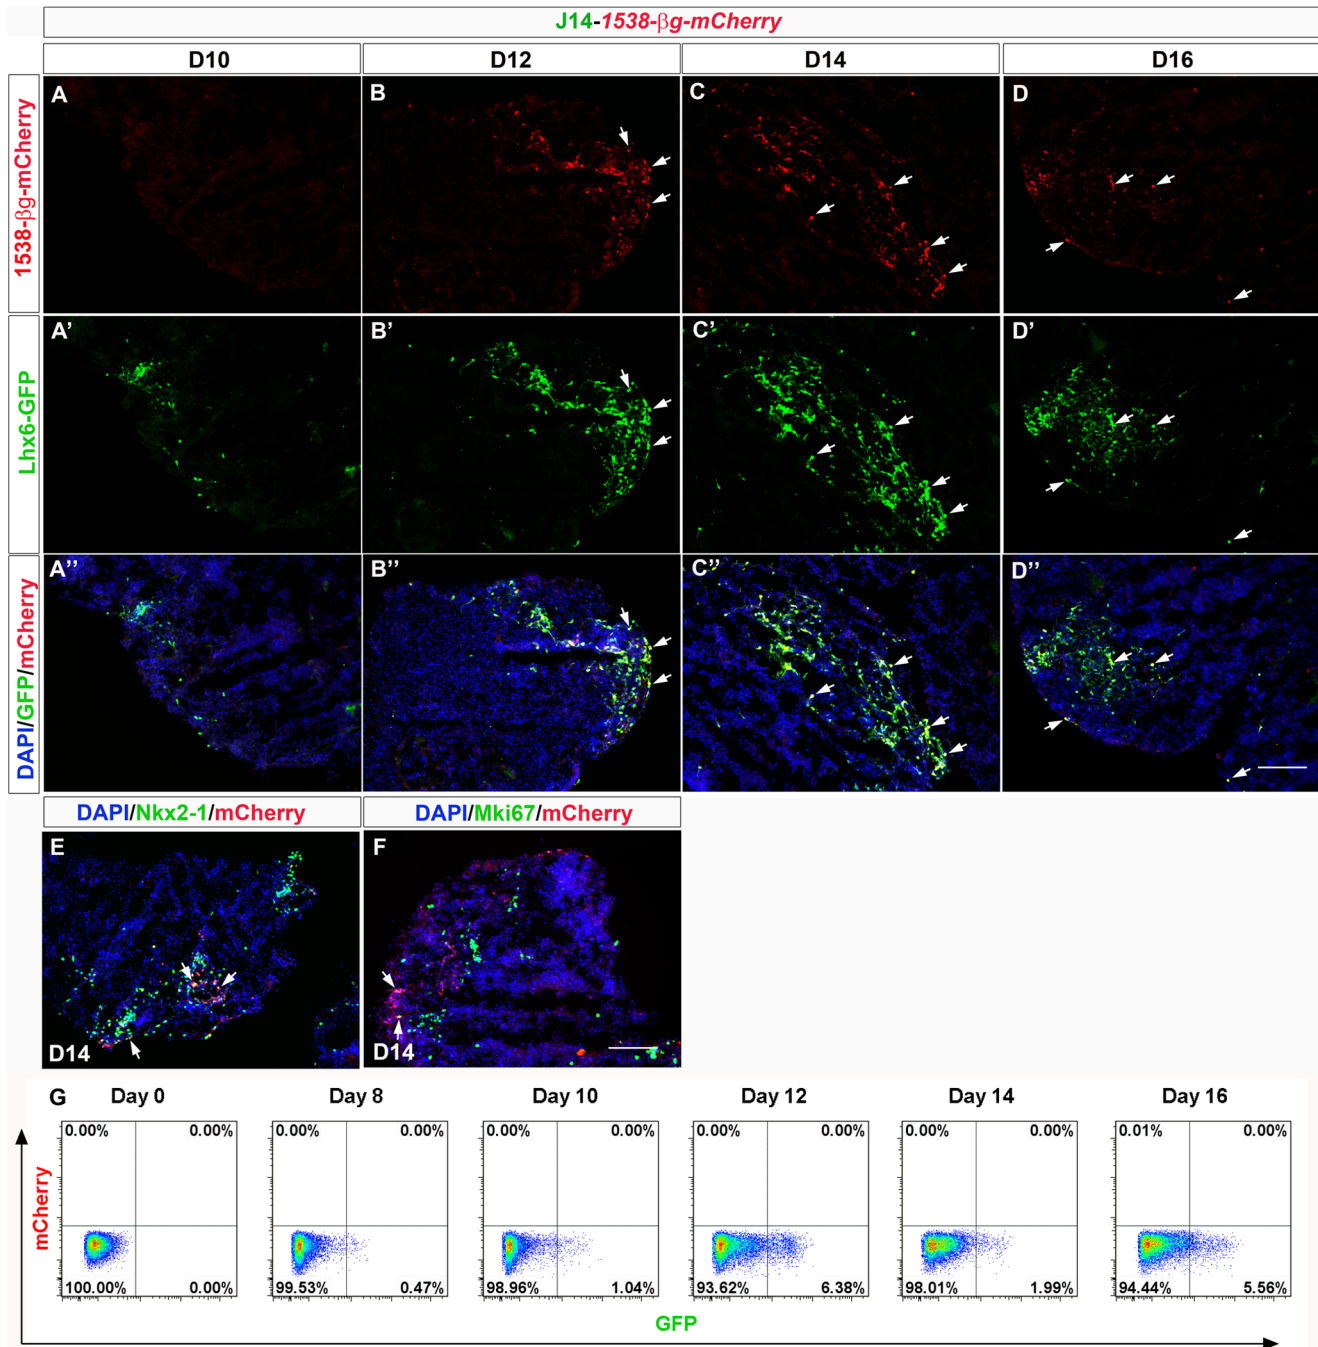 J14-1538-βg-mCherry
D10 D12 D14 D16
1538-βg-mCherry
A B C D
Lhx6-GFP
A' B' C' D'
DAPI/GFP/mCherry
A'' B'' C'' D''
DAPI/Nkx2-1/mCherry DAPI/Mki67/mCherry
E F
D14 D14
G Day 0 Day 8 Day 10 Day 12 Day 14 Day 16
mCherry
0.00% 0.00% 0.00% 0.00% 0.00% 0.00% 0.00% 0.00% 0.00% 0.00% 0.01% 0.00%
100.00% 0.00% 99.53% 0.47% 98.96% 1.04% 93.62% 6.38% 98.01% 1.99% 94.44% 5.56%
GFP